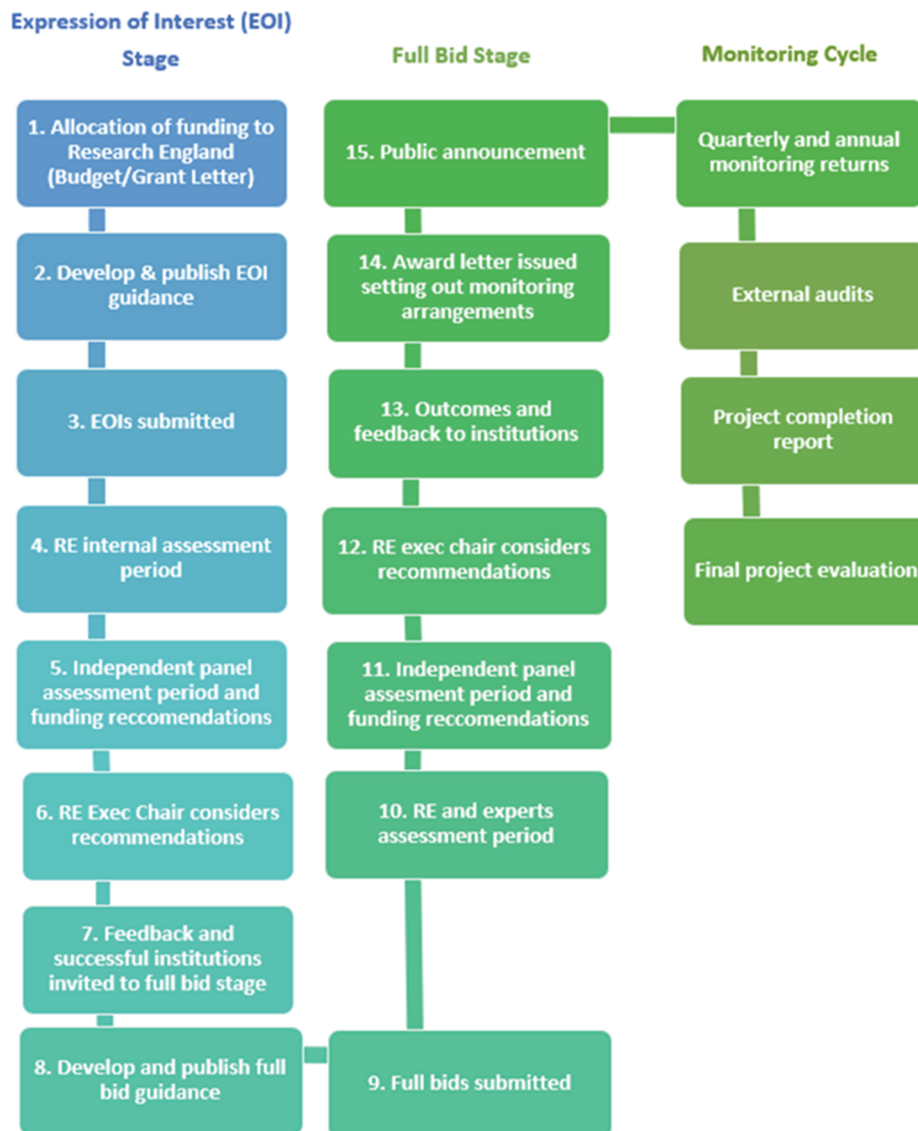 Expression of Interest (EOI)
Stage
1. Allocation of funding to
Research England
(Budget/Grant Letter)
2. Develop & publish EOI
guidance
3. EOIs submitted
4. RE internal assessment
period
5. Independent panel
assessment period and
funding reccomendations
6. RE Exec Chair considers
recommendations
7. Feedback and
successful institutions
invited to full bid stage
8. Develop and publish full
bid guidance
Full Bid Stage
9. Full bids submitted
10. RE and experts
assessment period
11. Independent panel
assesment period and
funding reccomendations
12. RE exec chair considers
recommendations
13. Outcomes and
feedback to institutions
14. Award letter issued
setting out monitoring
arrangements
15. Public announcement
Monitoring Cycle
Quarterly and annual
monitoring returns
External audits
Project completion
report
Final project evaluation